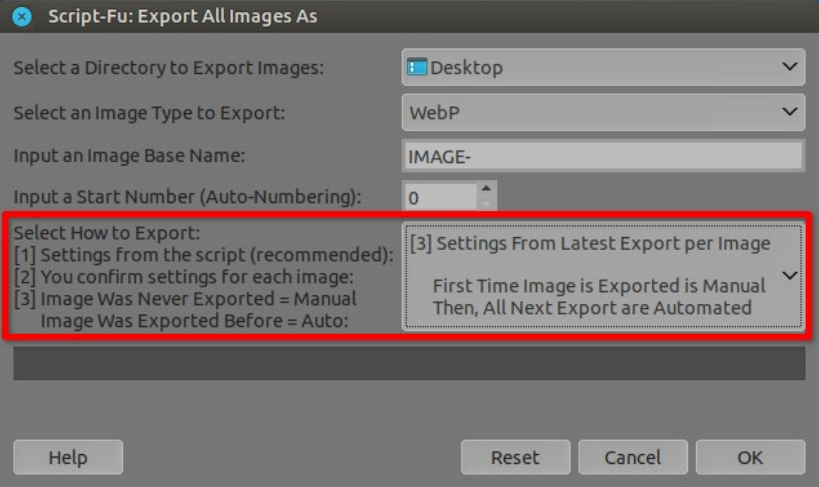 Script-Fu: Export All Images As
Select a Directory to Export Images:
Desktop
Select an Image Type to Export:
WebP
Input an Image Base Name:
IMAGE-
Input a Start Number (Auto-Numbering):
0
Select How to Export:
[1] Settings from the script (recommended):
[2] You confirm settings for each image:
[3] Image Was Never Exported = Manual
Image Was Exported Before = Auto:
[3] Settings From Latest Export per Image
First Time Image is Exported is Manual
Then, All Next Export are Automated
Help
Reset
Cancel
OK